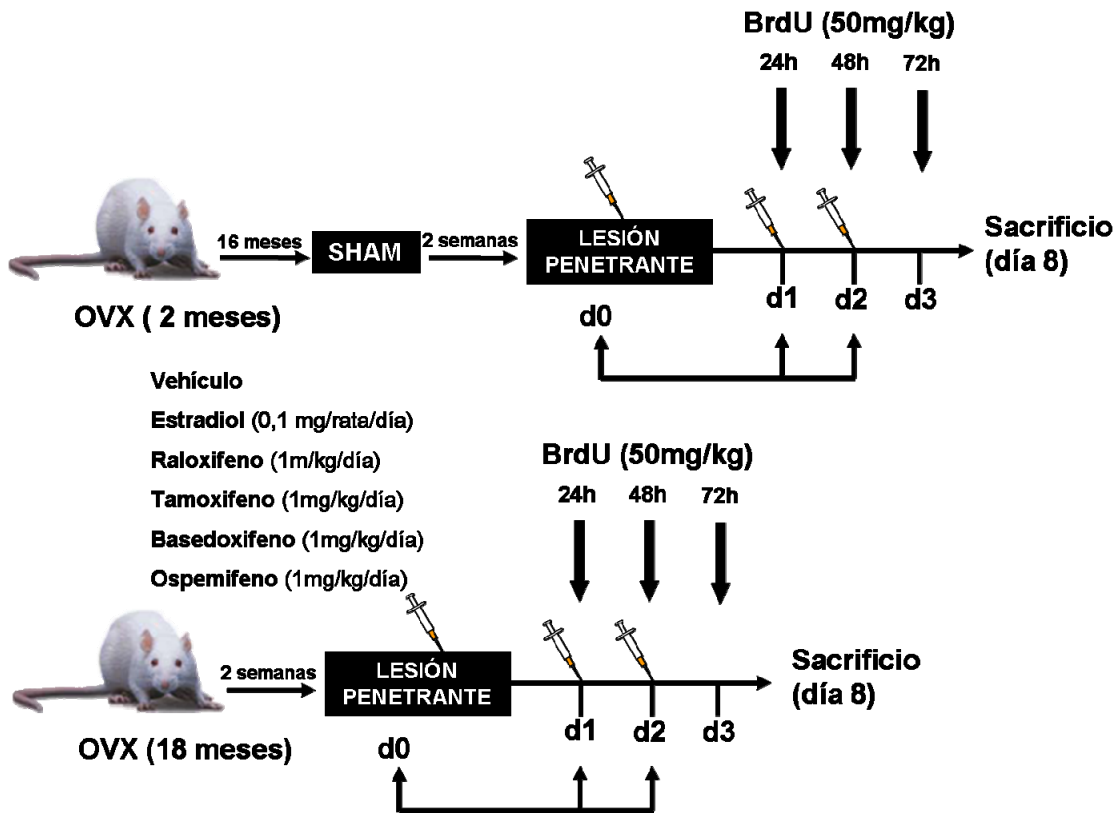 BrdU (50mg/kg)
24h 48h 72h
16 meses
SHAM
2 semanas
LESIÓN
PENETRANTE
Sacrificio
(día 8)
d1 d2 d3
d0
OVX ( 2 meses)
Vehículo
Estradiol (0,1 mg/rata/día)
Raloxifeno (1m/kg/día)
Tamoxifeno (1mg/kg/día)
Basedoxifeno (1mg/kg/día)
Ospemifeno (1mg/kg/día)
BrdU (50mg/kg)
24h 48h 72h
2 semanas
LESIÓN
PENETRANTE
Sacrificio
(día 8)
d1 d2 d3
d0
OVX (18 meses)